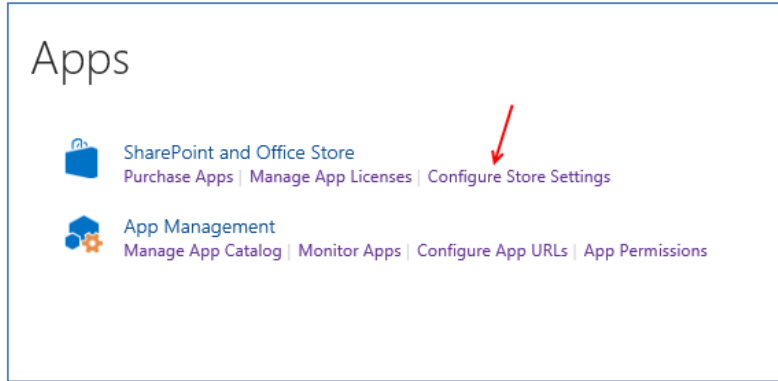 Apps
SharePoint and Office Store
Purchase Apps | Manage App Licenses | Configure Store Settings
App Management
Manage App Catalog | Monitor Apps | Configure App URLs | App Permissions